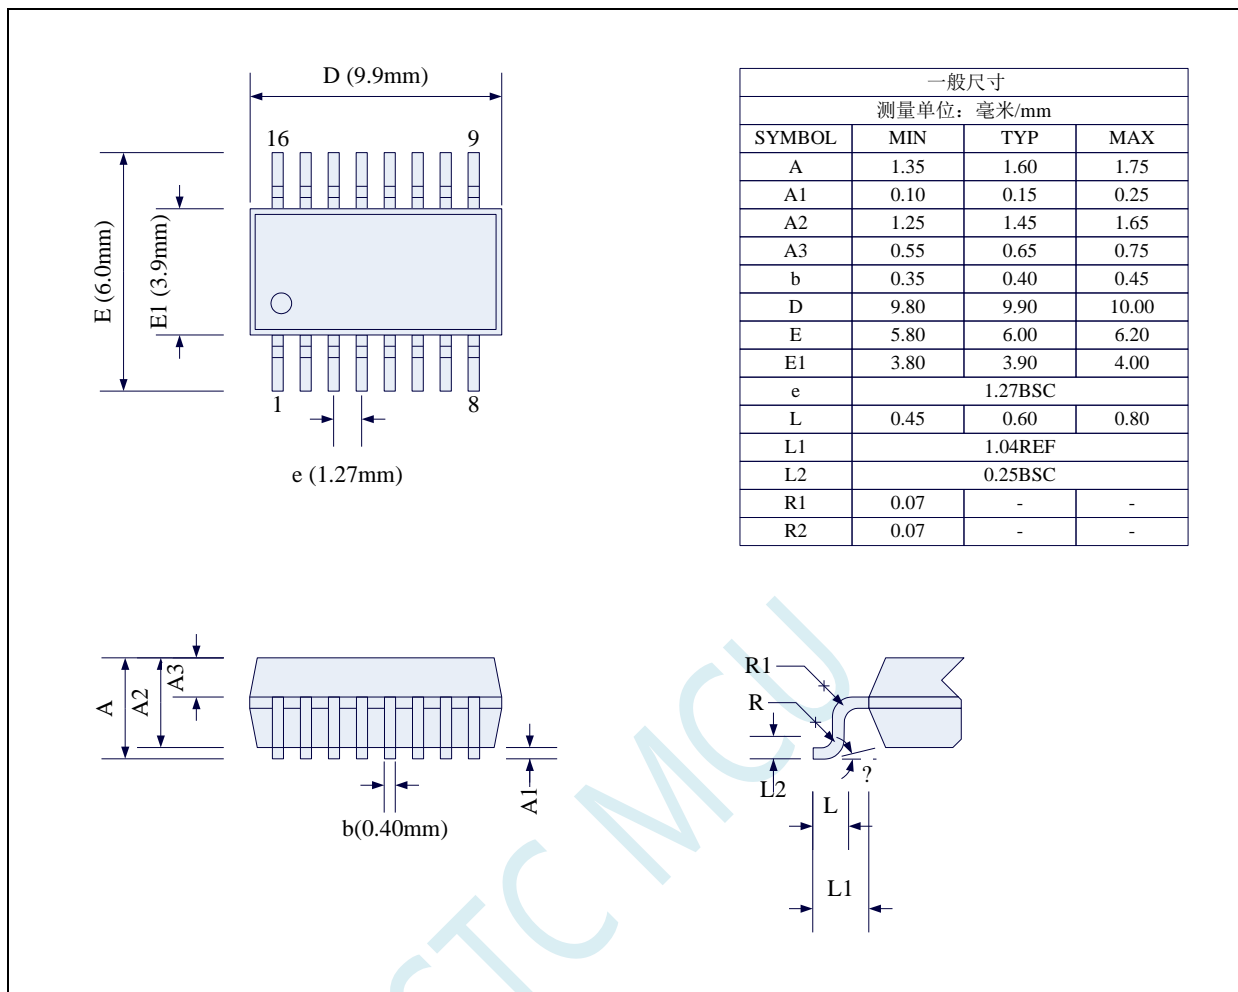 D (9.9mm)
16
9
E (6.0mm)
E1 (3.9mm)
1
8
e (1.27mm)
一般尺寸
测量单位：毫米/mm
SYMBOL MIN TYP MAX
A 1.35 1.60 1.75
A1 0.10 0.15 0.25
A2 1.25 1.45 1.65
A3 0.55 0.65 0.75
b 0.35 0.40 0.45
D 9.80 9.90 10.00
E 5.80 6.00 6.20
E1 3.80 3.90 4.00
e 1.27BSC
L 0.45 0.60 0.80
L1 1.04REF
L2 0.25BSC
R1 0.07 - -
R2 0.07 - -
A
A2
A3
A1
b(0.40mm)
R1
R
L2
L
?
L1
STC MCU